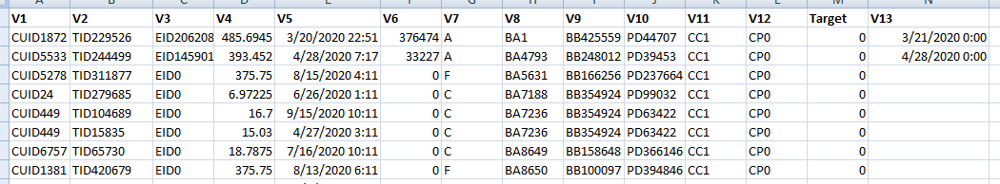 V1 V2 V3 V4 V5 V6 V7 V8 V9 V10 V11 V12 Target V13
CUID1872 TID229526 EID206208 485.6945 3/20/2020 22:51 376474 A BA1 BB425559 PD44707 CC1 CP0 0 3/21/2020 0:00
CUID5533 TID244499 EID145901 393.452 4/28/2020 7:17 33227 A BA4793 BB248012 PD39453 CC1 CP0 0 4/28/2020 0:00
CUID5278 TID311877 EID0 375.75 8/15/2020 4:11 0 F BA5631 BB166256 PD237664 CC1 CP0 0
CUID24 TID279685 EID0 6.97225 6/26/2020 1:11 0 C BA7188 BB354924 PD99032 CC1 CP0 0
CUID449 TID104689 EID0 16.7 9/15/2020 10:11 0 C BA7236 BB354924 PD63422 CC1 CP0 0
CUID449 TID15835 EID0 15.03 4/27/2020 3:11 0 C BA7236 BB354924 PD63422 CC1 CP0 0
CUID6757 TID65730 EID0 18.7875 7/16/2020 10:11 0 C BA8649 BB158648 PD366146 CC1 CP0 0
CUID1381 TID420679 EID0 375.75 8/13/2020 6:11 0 F BA8650 BB100097 PD394846 CC1 CP0 0